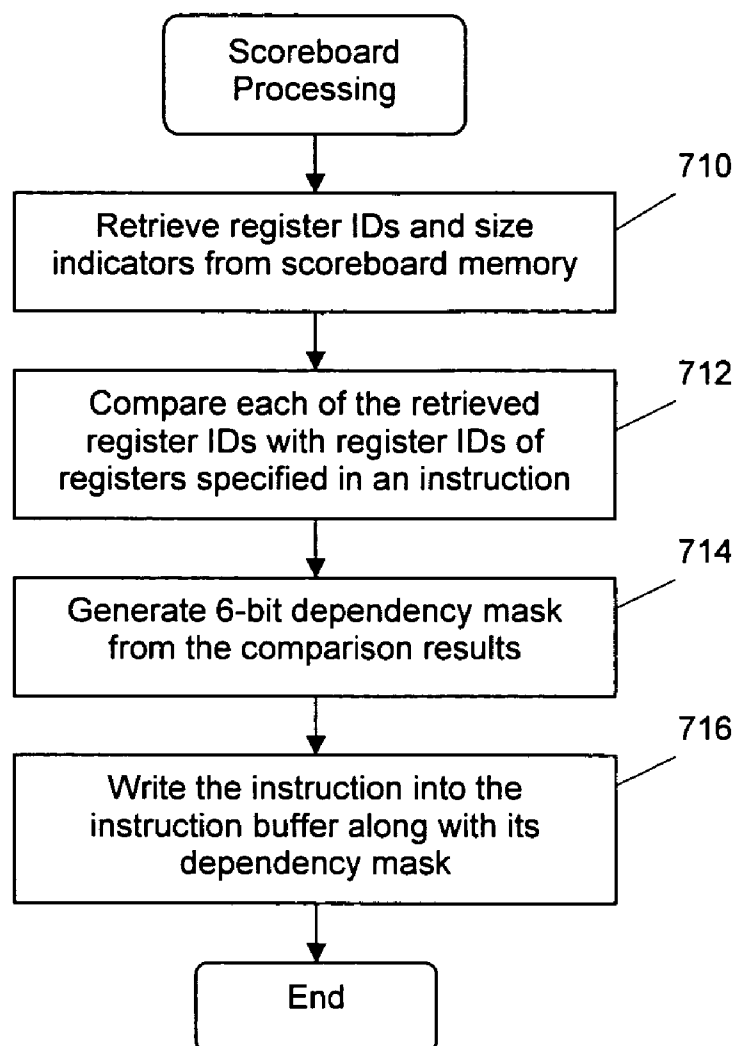 Scoreboard
Processing
710
Retrieve register IDs and size
indicators from scoreboard memory
712
Compare each of the retrieved
register IDs with register IDs of
registers specified in an instruction
714
Generate 6-bit dependency mask
from the comparison results
716
Write the instruction into the
instruction buffer along with its
dependency mask
End